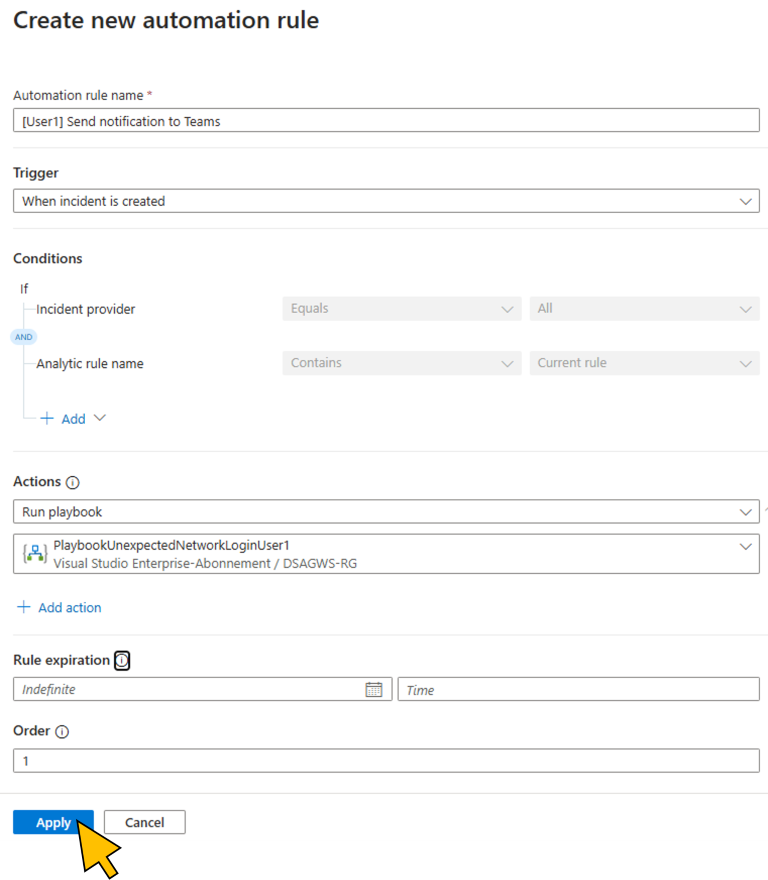 Create new automation rule
Automation rule name *
[User1] Send notification to Teams
Trigger
When incident is created
Conditions
If
Incident provider Equals All
AND
Analytic rule name Contains Current rule
+ Add
Actions
Run playbook
PlaybookUnexpectedNetworkLoginUser1
Visual Studio Enterprise-Abonnement / DSAGWS-RG
+ Add action
Rule expiration
Indefinite Time
Order
1
Apply Cancel